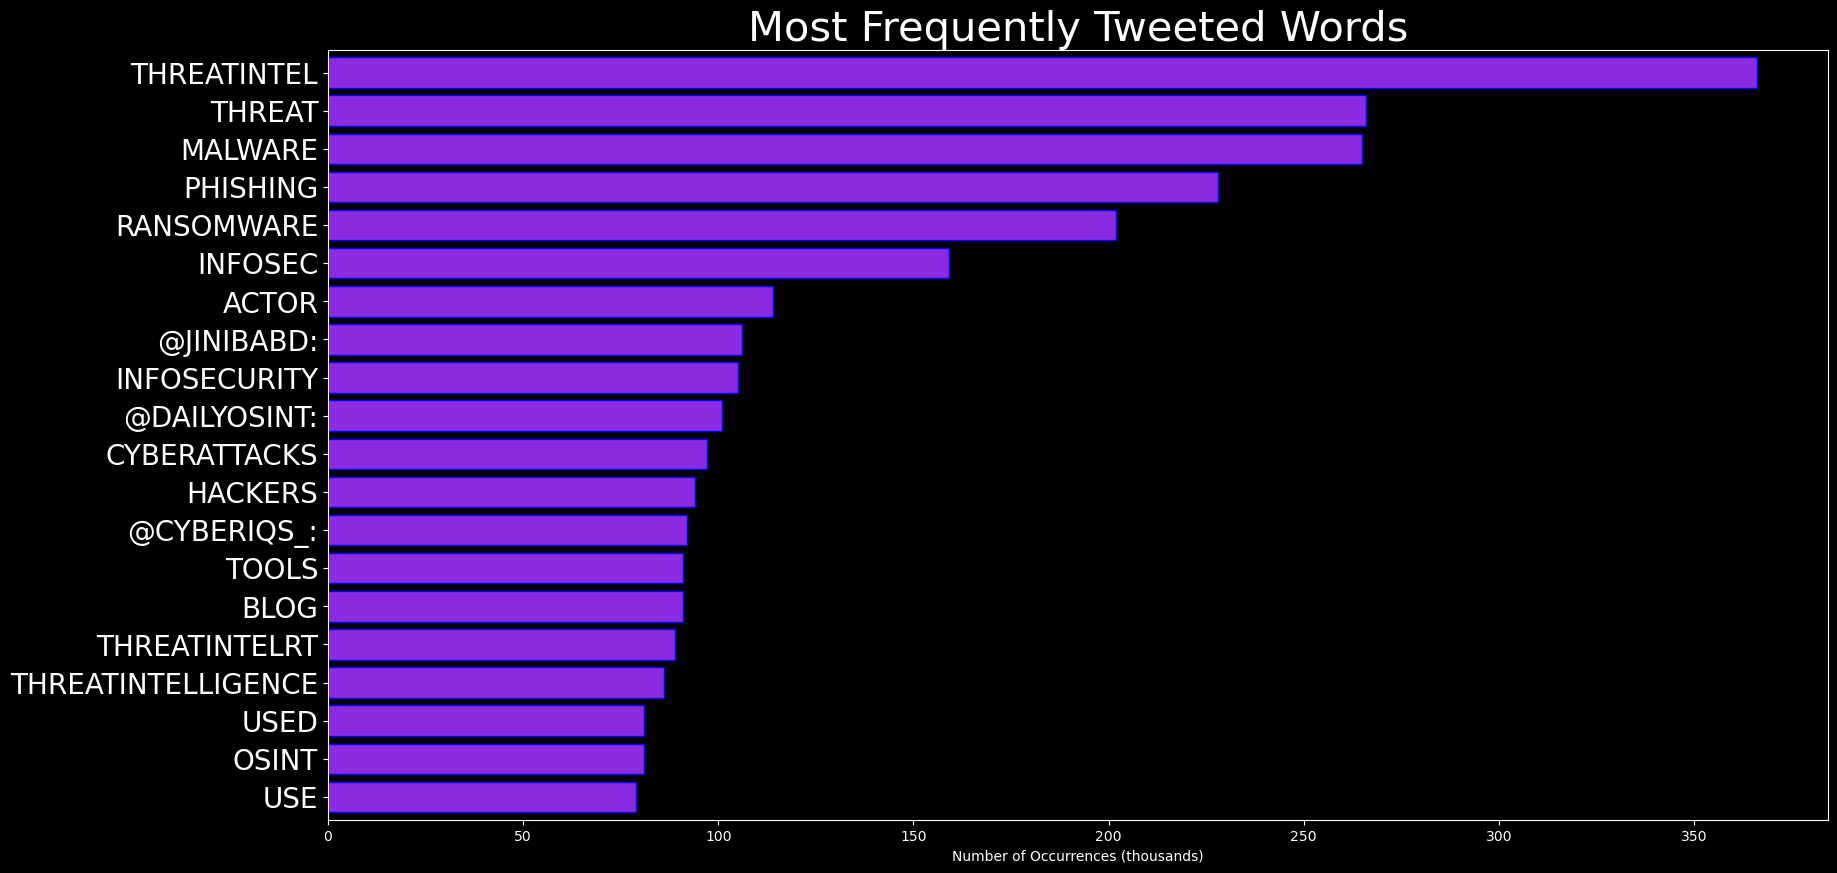 Most Frequently Tweeted Words
THREATINTEL
THREAT
MALWARE
PHISHING
RANSOMWARE
INFOSEC
ACTOR
@JINIBABD:
INFOSECURITY
@DAILYOSINT:
CYBERATTACKS
HACKERS
@CYBERIQS_:
TOOLS
BLOG
THREATINTELRT
THREATINTELLIGENCE
USED
OSINT
USE
0 50 100 150 200 250 300 350
Number of Occurrences (thousands)